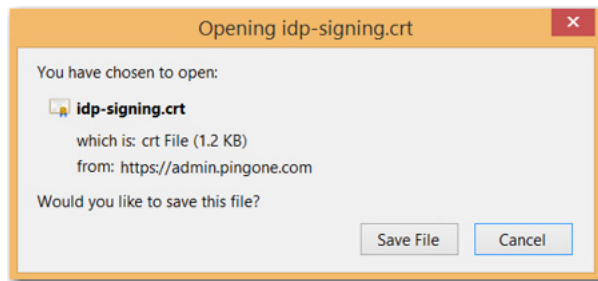 Opening idp-signing.crt
You have chosen to open:
idp-signing.crt
which is: crt File (1.2 KB)
from: https://admin.pingone.com
Would you like to save this file?
Save File Cancel